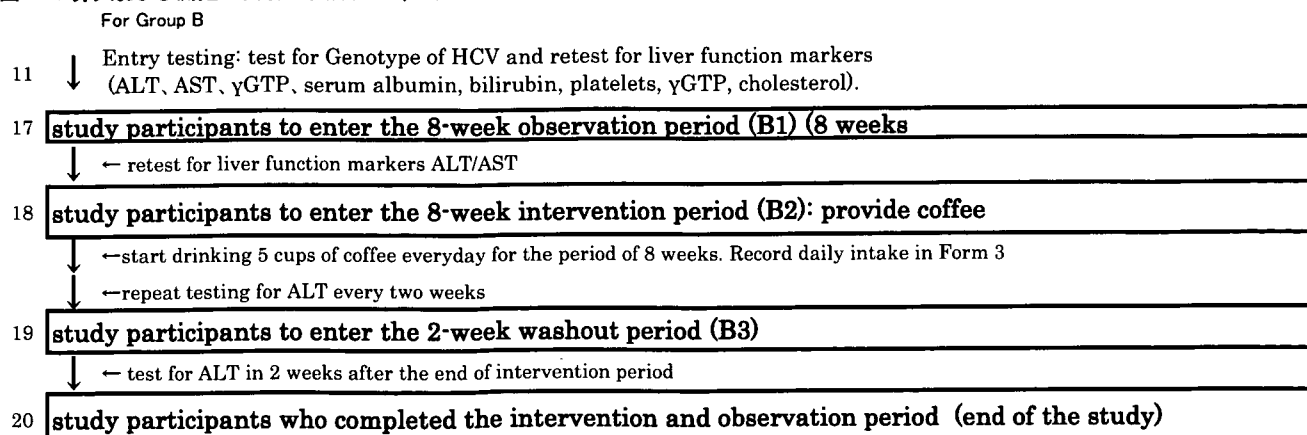 For Group B
11 Entry testing: test for Genotype of HCV and retest for liver function markers
(ALT、AST、γGTP、serum albumin, bilirubin, platelets, γGTP, cholesterol).
17 study participants to enter the 8-week observation period (B1) (8 weeks
← retest for liver function markers ALT/AST
18 study participants to enter the 8-week intervention period (B2): provide coffee
←start drinking 5 cups of coffee everyday for the period of 8 weeks. Record daily intake in Form 3
←repeat testing for ALT every two weeks
19 study participants to enter the 2-week washout period (B3)
← test for ALT in 2 weeks after the end of intervention period
20 study participants who completed the intervention and observation period (end of the study)